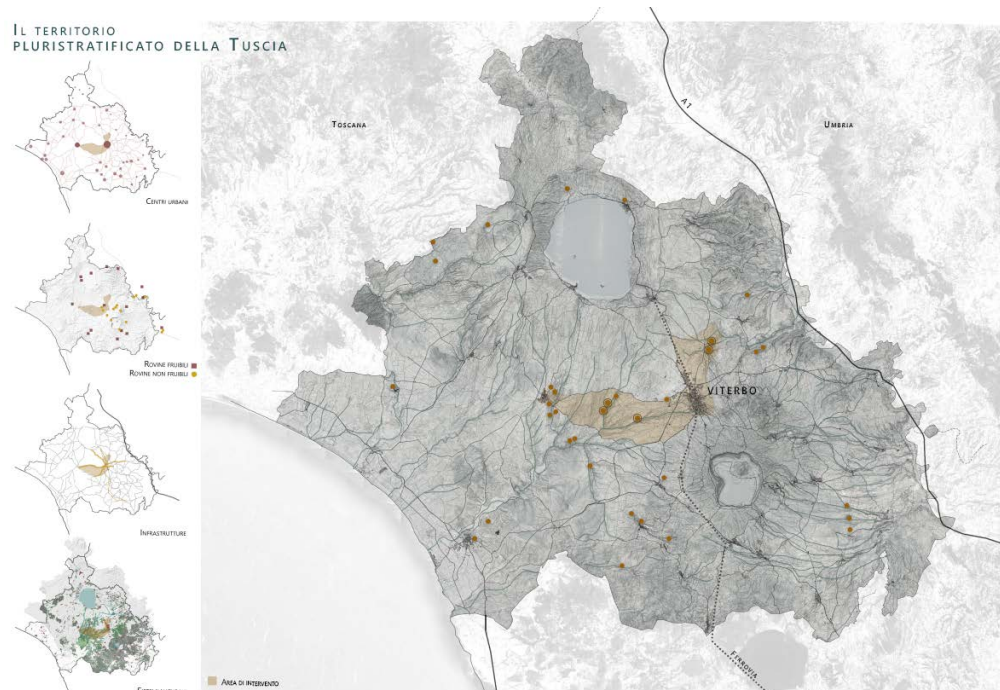 Il territorio
pluristratificato della Tuscia
Centri urbani
Rovine fruibili
Rovine non fruibili
Infrastrutture
Toscana
Umbria
A1
VITERBO
Ferrovia
Area di intervento